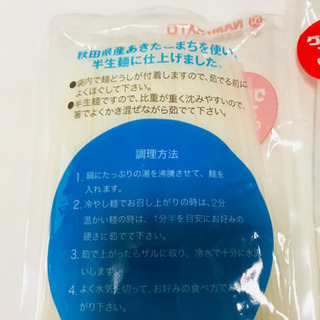 NAMISATO
秋田県産あきたこまちを使い、
半生麺に仕上げました。
●袋内で麺どうしが付着しますので、茹でる前に
よくほぐして下さい。
●半生麺ですので、比重が重く沈みやすいので、
箸でよくかき混ぜながら茹でて下さい。
調理方法
1. 鍋にたっぷりの湯を沸騰させて、麺を
入れます。
2. 冷やし麺でお召し上がりの時は、2分
温かい麺の時は、1分半を目安にお好みの
硬さに茹でて下さい。
3. 茹で上がったらザルに取り、冷水で十分に水洗
いします。
4. よく水気を切って、お好みの食べ方で
がり下さい。
グ